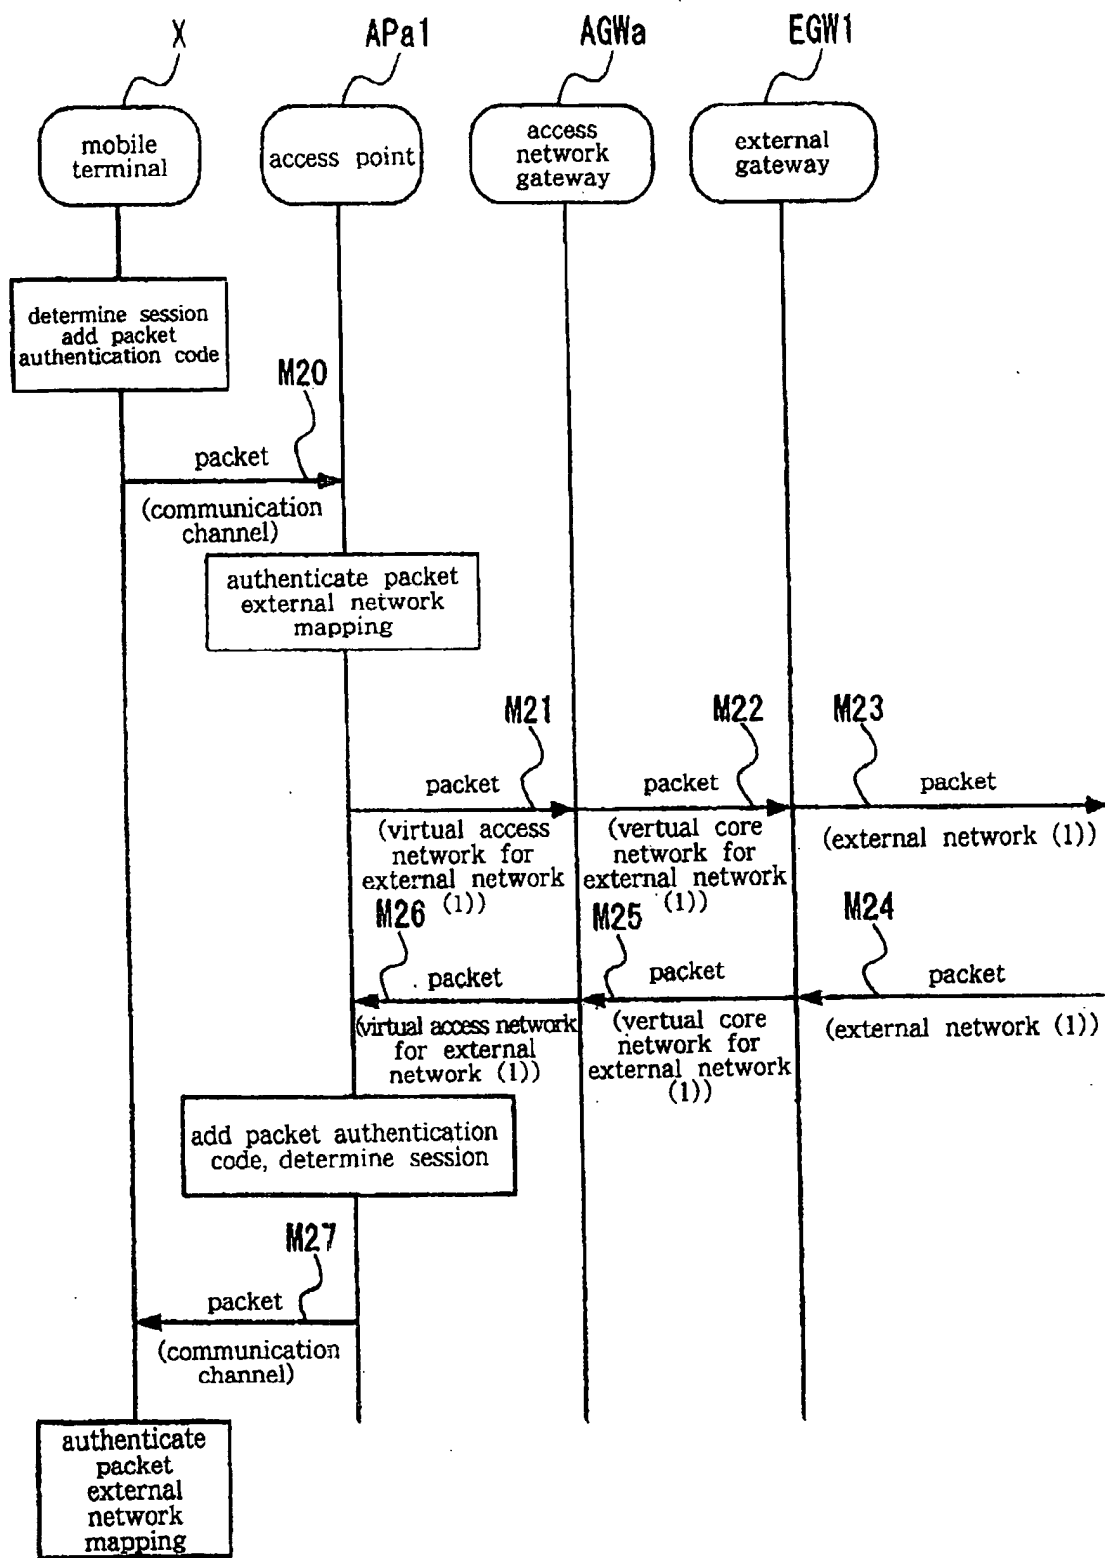 X
APa1
AGWa
EGW1
mobile
terminal
access point
access
network
gateway
external
gateway
determine session
add packet
authentication code
M20
packet
(communication
channel)
authenticate packet
external network
mapping
M21
M22
M23
packet
packet
packet
(virtual access
network for
external network
(1))
(vertual core
network for
external network
(1))
(external network (1))
M26
M25
M24
packet
packet
packet
(virtual access network
for external
network (1))
(vertual core
network for
external network
(1))
(external network (1))
add packet authentication
code, determine session
M27
packet
(communication
channel)
authenticate
packet
external
network
mapping